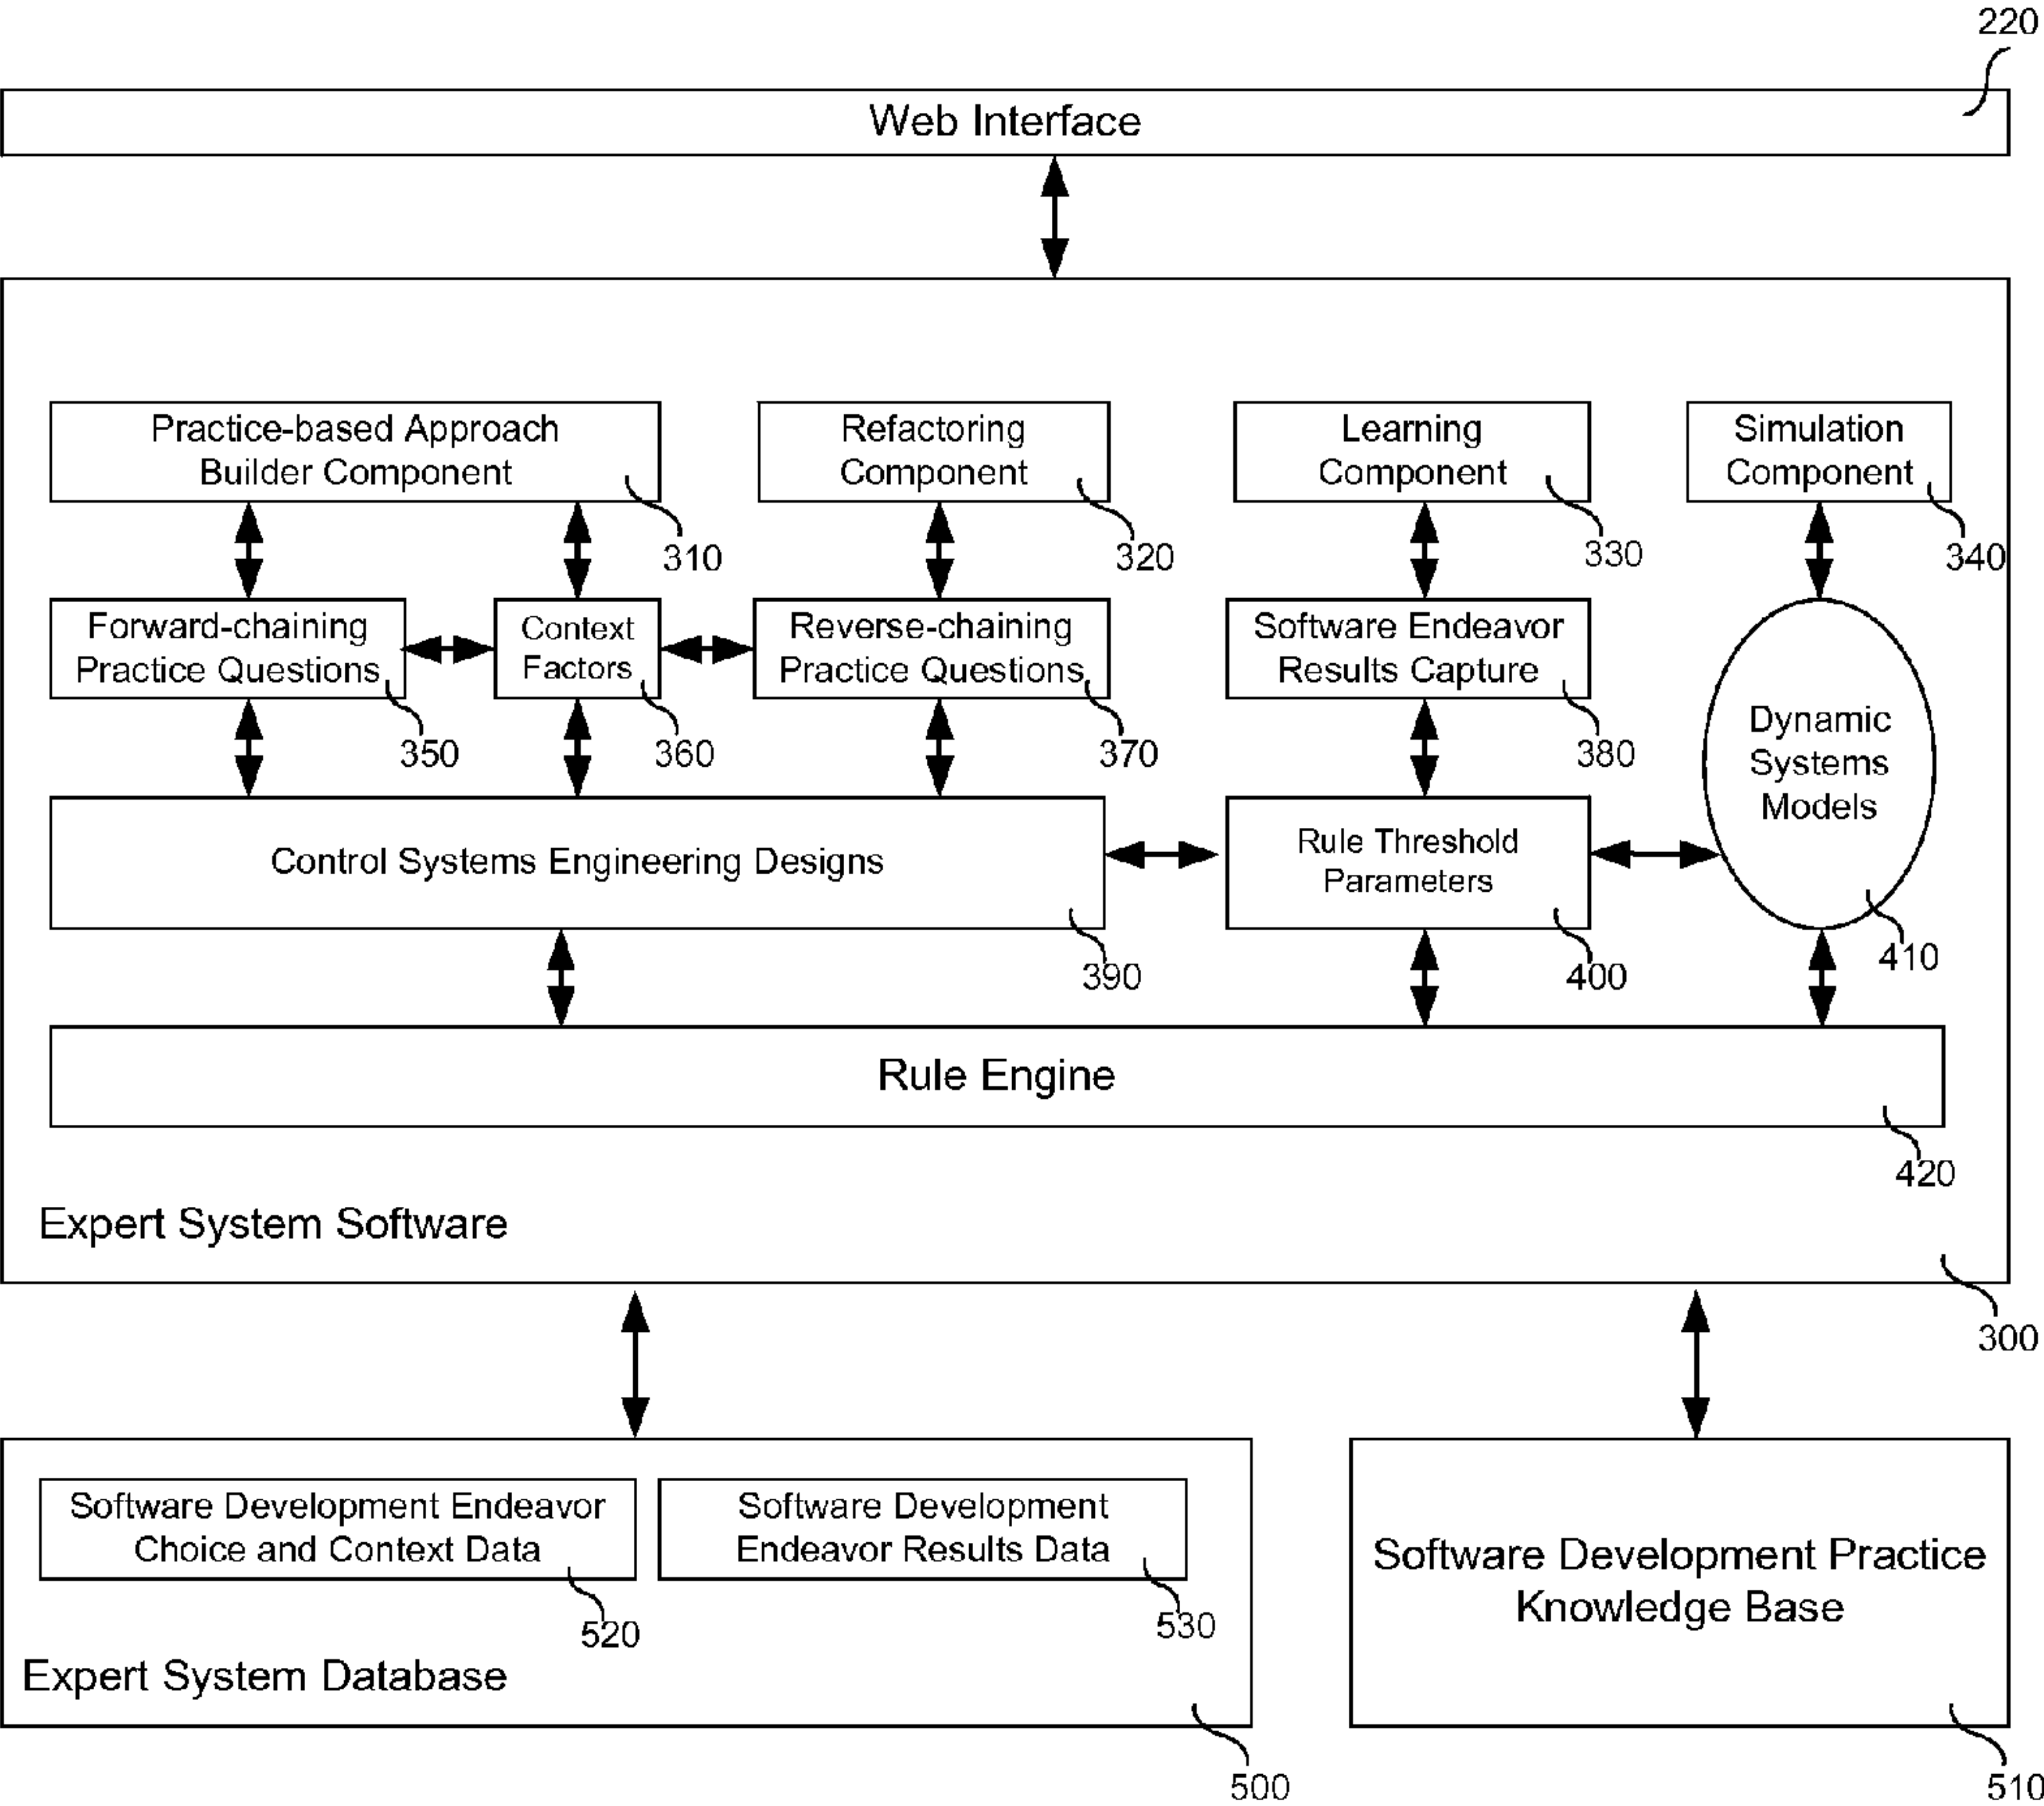 220
Web Interface
Practice-based Approach
Builder Component
310
Refactoring
Component
320
Learning
Component
330
Simulation
Component
340
Forward-chaining
Practice Questions
350
Context
Factors
360
Reverse-chaining
Practice Questions
370
Software Endeavor
Results Capture
380
Dynamic
Systems
Models
410
Control Systems Engineering Designs
390
Rule Threshold
Parameters
400
Rule Engine
420
Expert System Software
300
Software Development Endeavor
Choice and Context Data
520
Software Development
Endeavor Results Data
530
Expert System Database
500
Software Development Practice
Knowledge Base
510